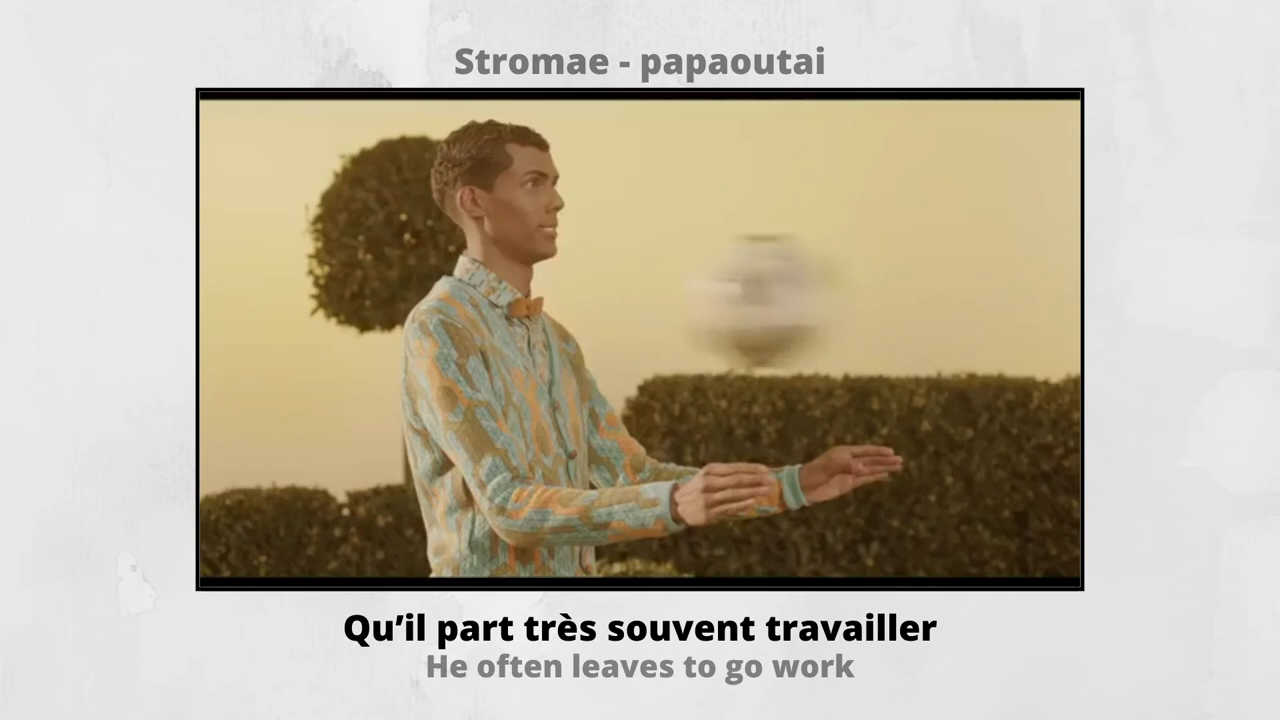 Stromae - papaoutai
Qu’il part très souvent travailler
He often leaves to go work